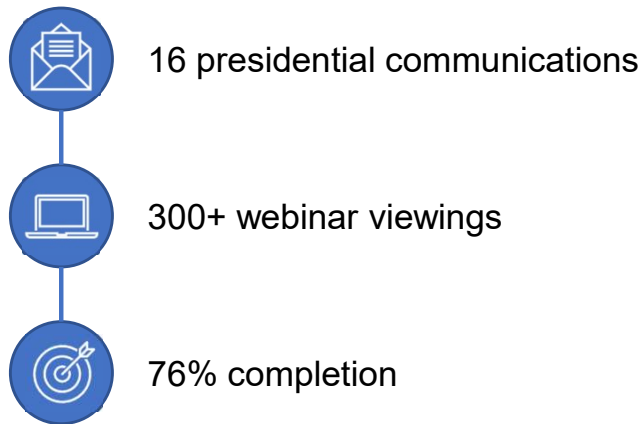 16 presidential communications
300+ webinar viewings
76% completion